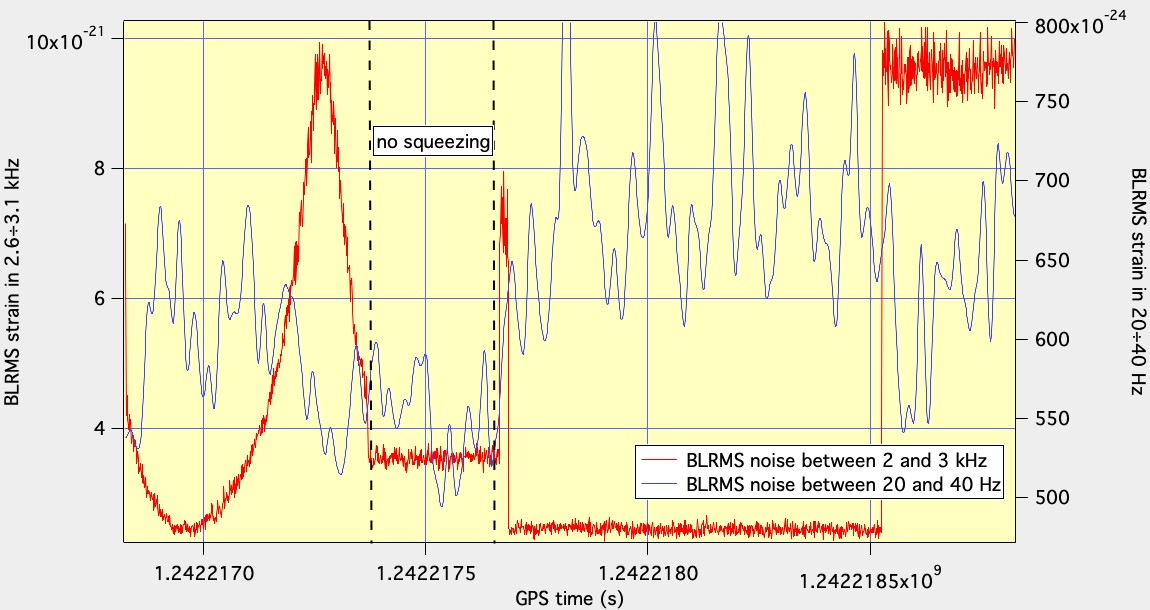 10x10-21
8
6
4
BLRMS strain in 2.6÷3.1 kHz
800x10-24
750
700
650
600
550
500
BLRMS strain in 20÷40 Hz
no squeezing
BLRMS noise between 2 and 3 kHz
BLRMS noise between 20 and 40 Hz
1.2422170 1.2422175 1.2422180 1.2422185x109
GPS time (s)